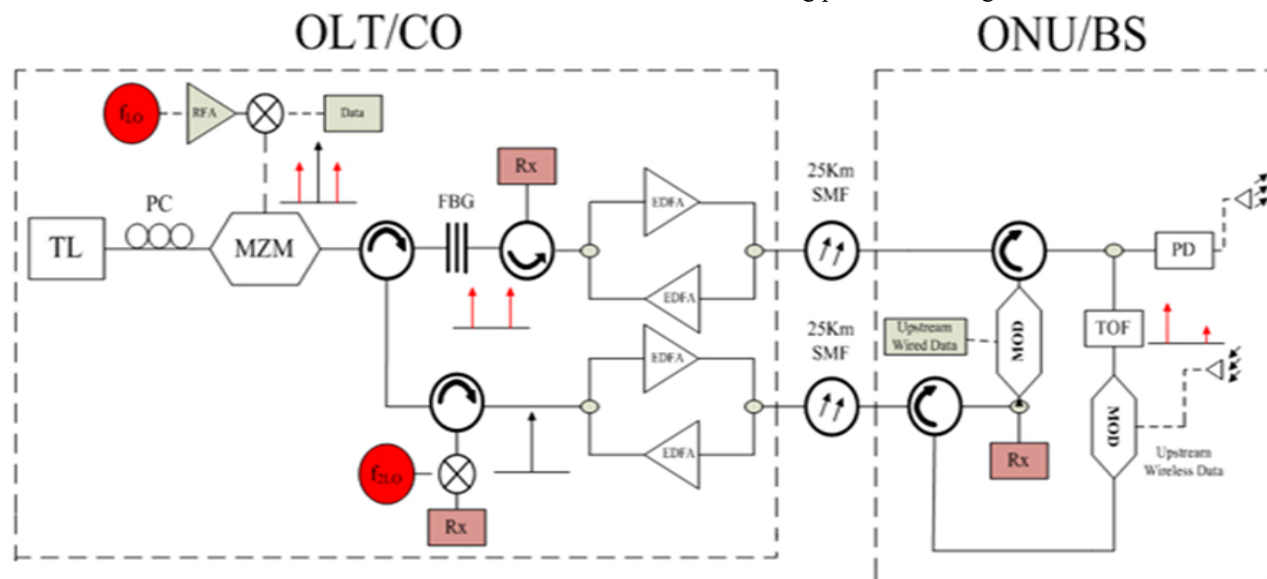 OLT/CO
ONU/BS
fLO
RFA
Data
Rx
25Km
SMF
PC
FBG
EDFA
TL
MZM
PD
EDFA
Upstream
Wired Data
MOD
TOF
25Km
SMF
EDFA
MOD
EDFA
Rx
Upstream
Wireless Data
f2LO
Rx